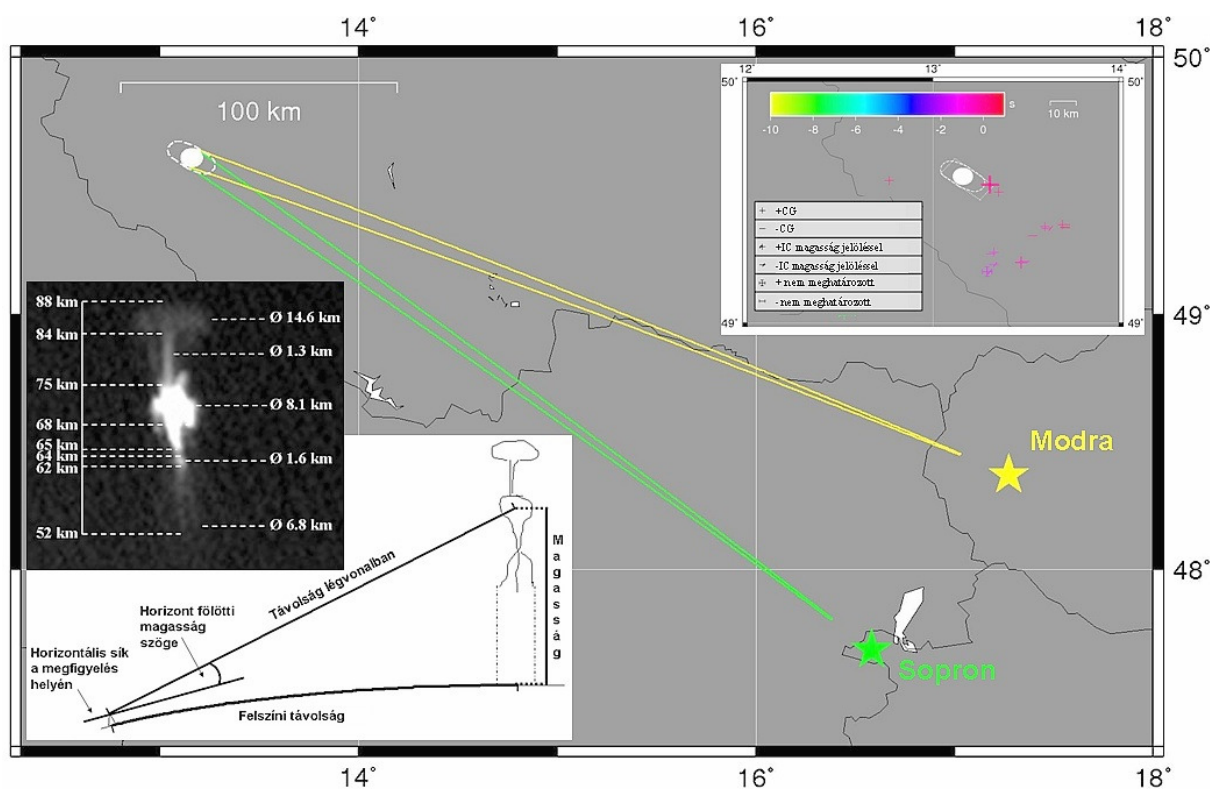 14˚
16˚
18˚
50˚
100 km
12˚
13˚
14˚
50˚
s
-10
-8
-6
-4
-2
0
10 km
+CG
-CG
+IC magasság jelöléssel
-IC magasság jelöléssel
+ nem meghatározott
- nem meghatározott
49˚
49˚
49˚
88 km
84 km
75 km
68 km
65 km
64 km
62 km
52 km
Ø 14.6 km
Ø 1.3 km
Ø 8.1 km
Ø 1.6 km
Ø 6.8 km
Modra
48˚
Sopron
Távolság légvonalban
Magasság
Horizont fölötti
magasság
szöge
Horizontális sík
a megfigyelés
helyén
Felszíni távolság
14˚
16˚
18˚